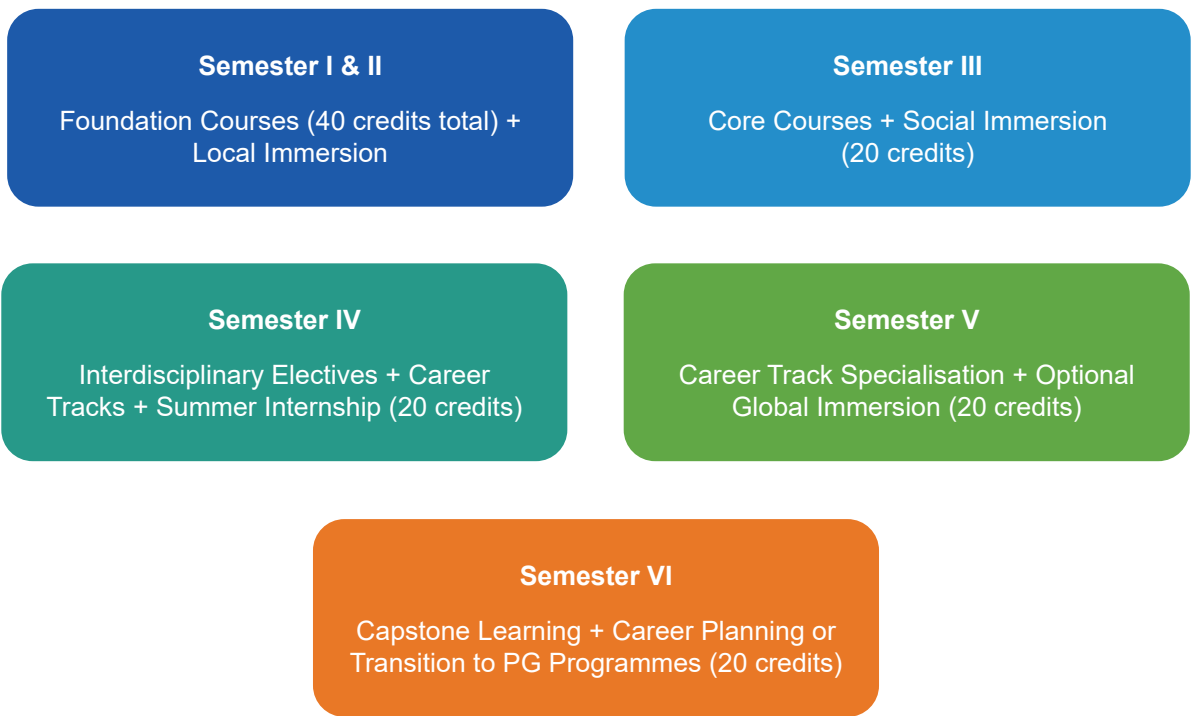 Semester I & II
Foundation Courses (40 credits total) +
Local Immersion
Semester III
Core Courses + Social Immersion
(20 credits)
Semester IV
Interdisciplinary Electives + Career
Tracks + Summer Internship (20 credits)
Semester V
Career Track Specialisation + Optional
Global Immersion (20 credits)
Semester VI
Capstone Learning + Career Planning or
Transition to PG Programmes (20 credits)